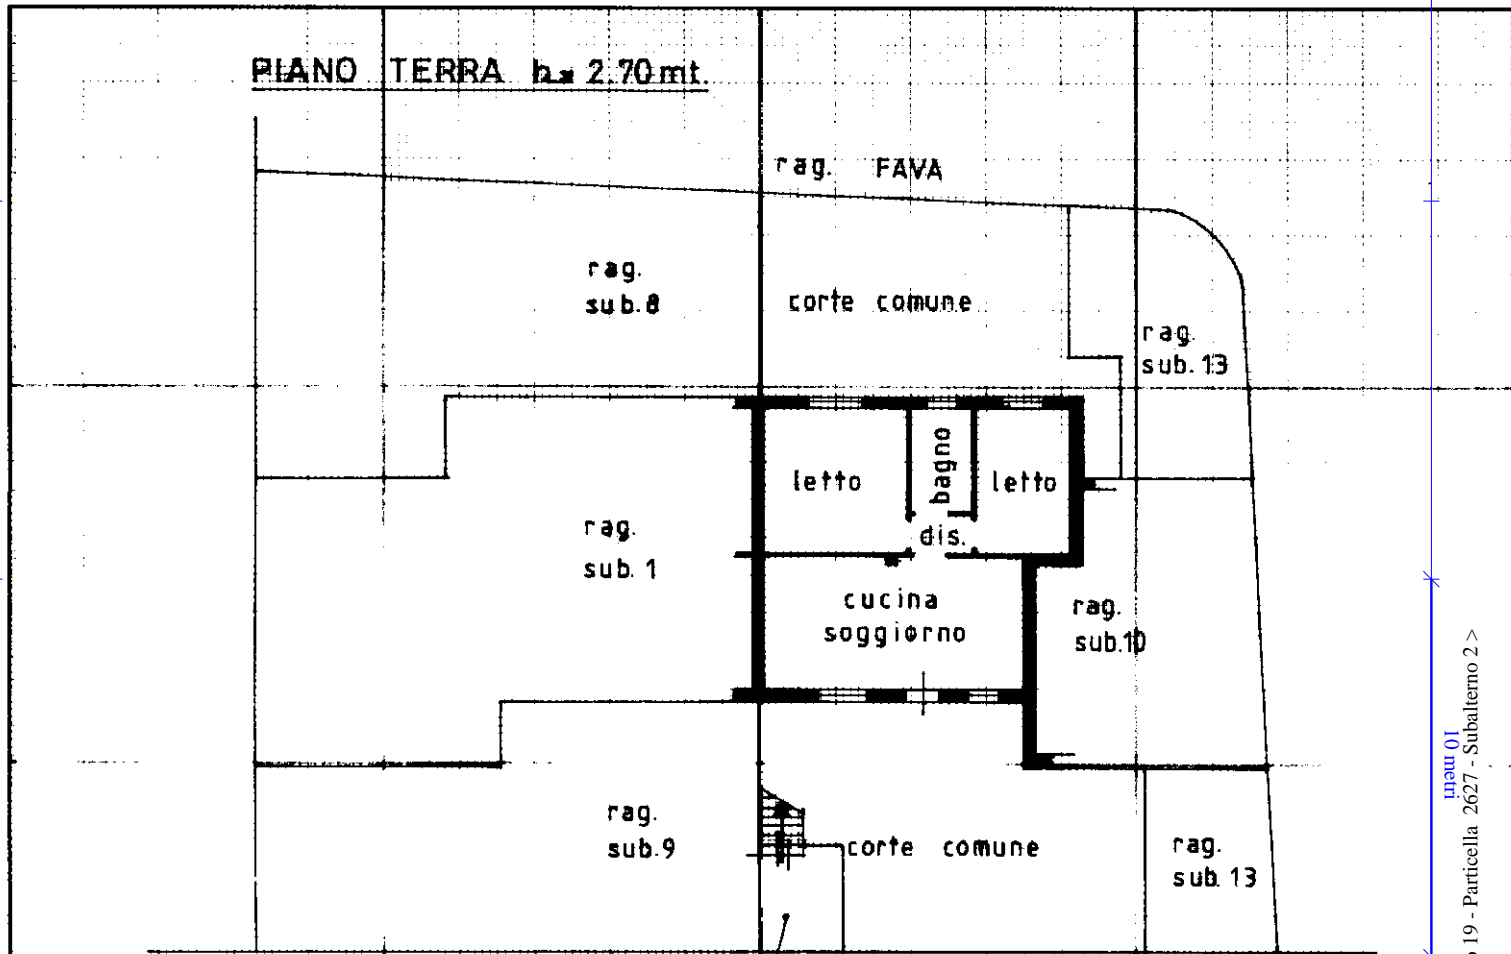 PIANO TERRA h= 2.70 mt.
rag. FAVA
rag.
sub.8
corte comune
rag.
sub. 13
letto
bagno
letto
dis.
rag.
sub. 1
cucina
soggiorno
rag.
sub.10
rag.
sub.9
corte comune
rag.
sub. 13
10 metri
19 - Particella 2627 - Subalterno 2 >